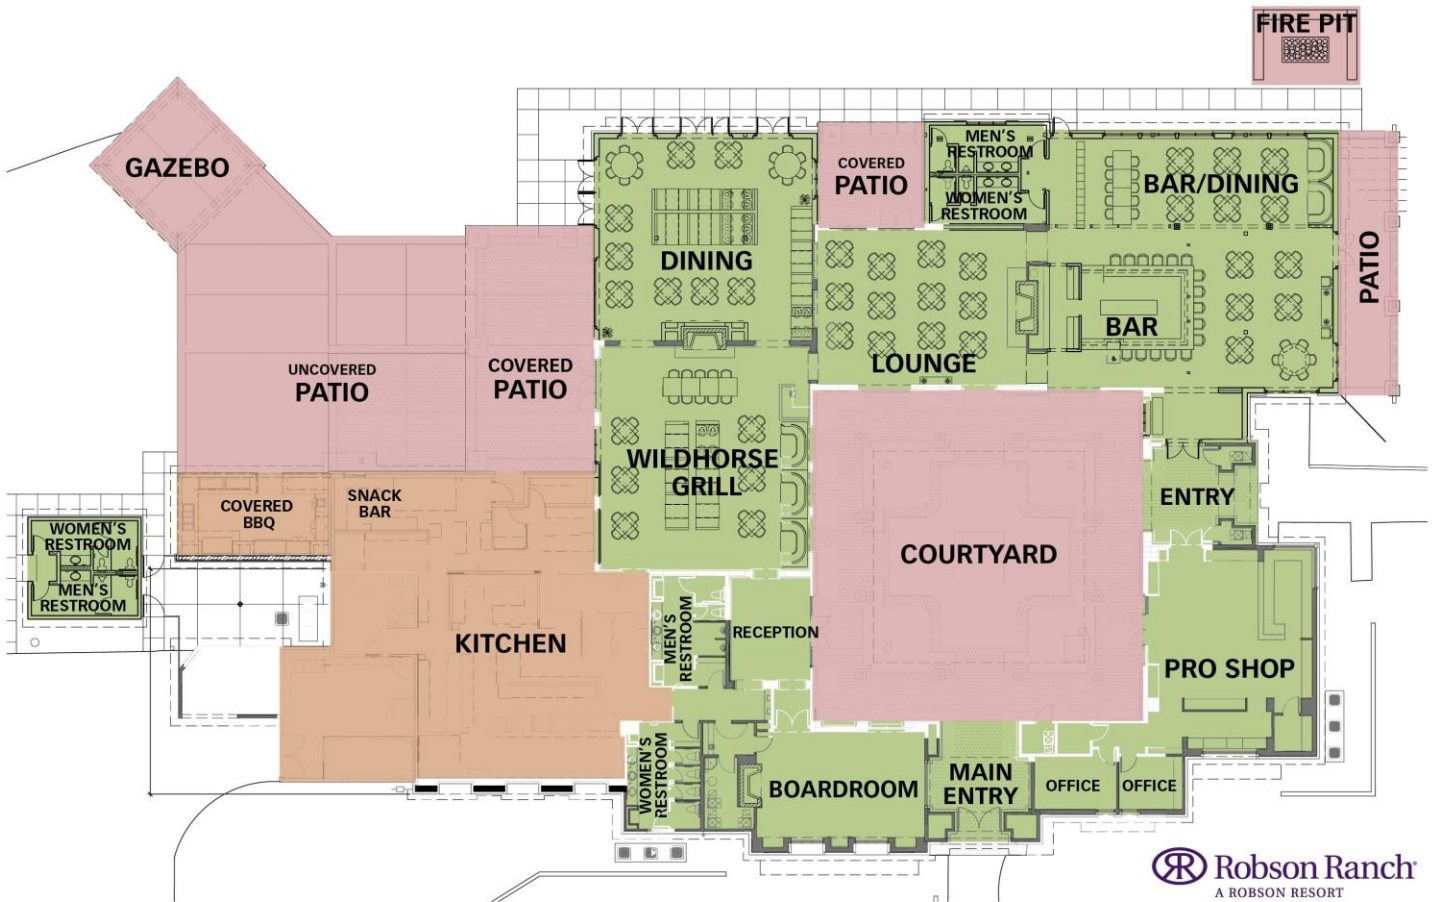 FIRE PIT
GAZEBO
COVERED
PATIO
MEN'S
RESTROOM
WOMEN'S
RESTROOM
BAR/DINING
DINING
PATIO
BAR
LOUNGE
UNCOVERED
PATIO
COVERED
PATIO
WILDHORSE
GRILL
SNACK
BAR
COVERED
BBQ
ENTRY
WOMEN'S
RESTROOM
MEN'S
RESTROOM
COURTYARD
KITCHEN
MEN'S
RESTROOM
RECEPTION
PRO SHOP
WOMEN'S
RESTROOM
BOARDROOM
MAIN
ENTRY
OFFICE
OFFICE
RR Robson Ranch
A ROBSON RESORT